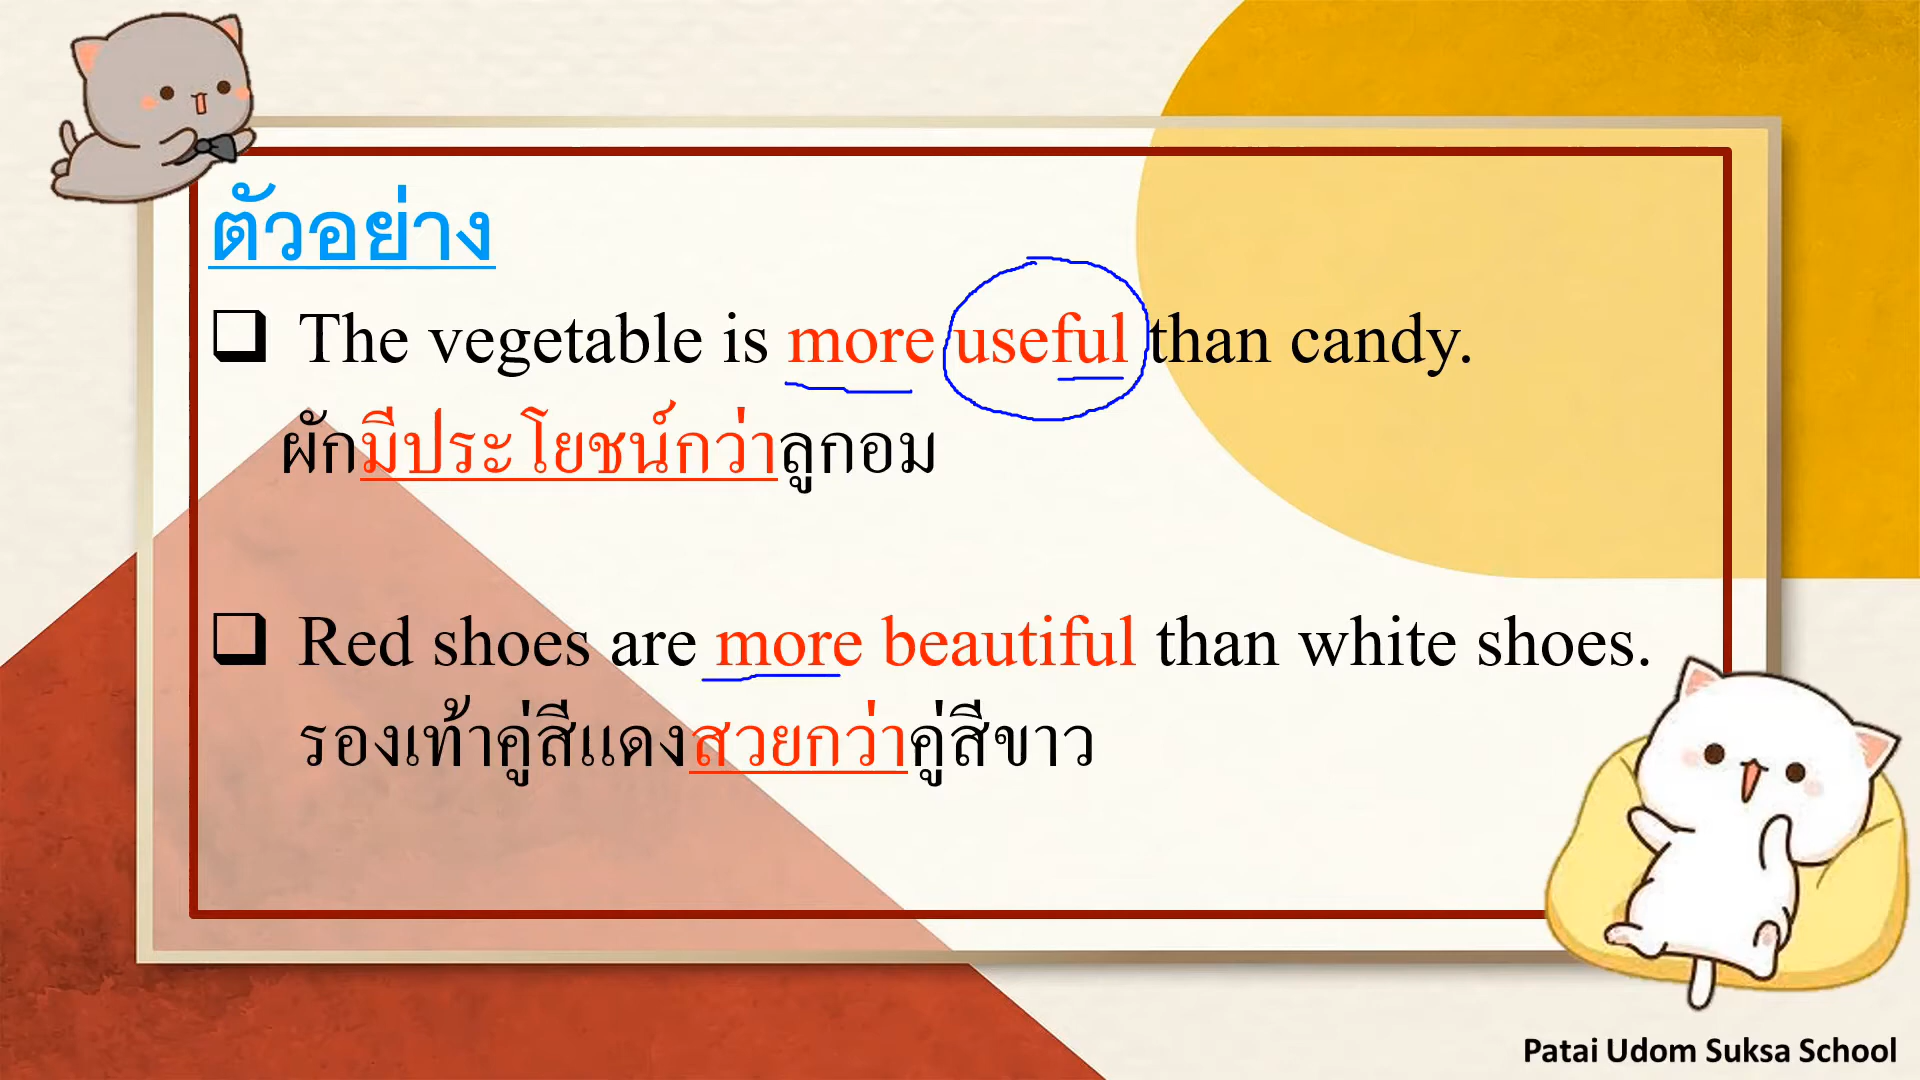 ตัวอย่าง
The vegetable is more useful than candy.
ผักมีประโยชน์กว่าลูกอม
Red shoes are more beautiful than white shoes.
รองเท้าคู่สีแดงสวยกว่าคู่สีขาว
Patai Udom Suksa School